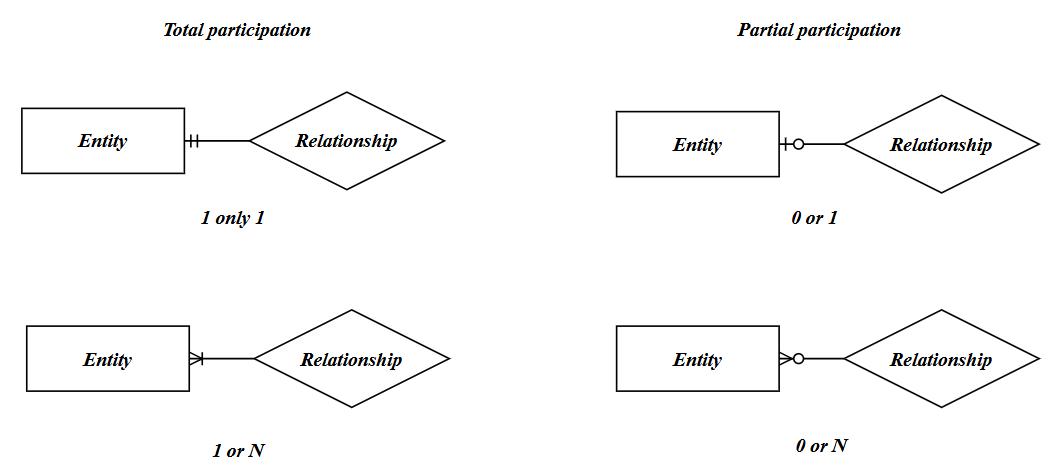 Total participation
Partial participation
Entity
Relationship
Entity
Relationship
1 only 1
0 or 1
Entity
Relationship
Entity
Relationship
1 or N
0 or N